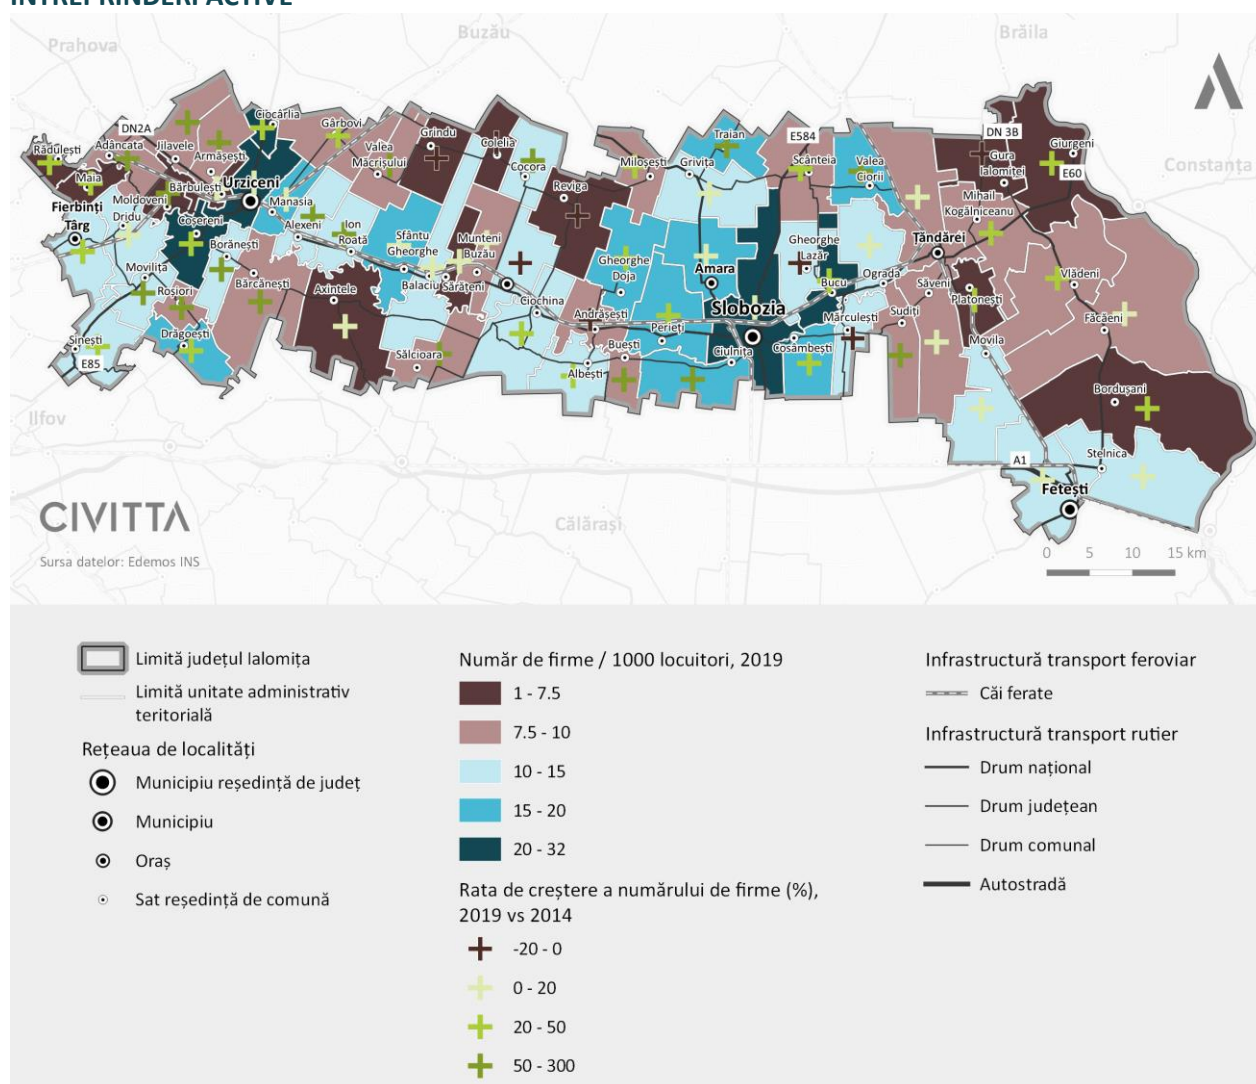 ÎNTREPRINDERI ACTIVE
Prahova
Buzău
Brăila
Ciocârlia
DN2A
Gârbovi
Grindu
Traian
E584
DN 3B
Rădulești
Adâncata
Jilavele
Armășești
Valea
Măcrișului
Colelia
Cocora
Miloșești
Grivița
Scânteia
Valea
Ciorii
Gura
Ialomiței
Giurgeni
E60
Constanța
Maia
Bărbulești
Urziceni
Reviga
Moldoveni
Fierbinți
Târg
Dridu
Manasia
Mihail
Kogălniceanu
Coșereni
Alexeni
Ion
Roată
Sfântu
Gheorghe
Munteni
Buzău
Gheorghe
Lazăr
Țăndărei
Borănești
Gheorghe
Doja
Amara
Movilița
Bărcănești
Axintele
Balaciu
Sărățeni
Ograda
Vlădeni
Roșiori
Bucu
Săveni
Platonești
Ciochina
Slobozia
Andrășești
Mărculești
Sudiți
Făcăeni
Drăgoești
Perieți
Sinești
Sălcioara
Buești
Ciulnița
Cosâmbești
Movila
E85
Albești
Bordușani
Ilfov
Stelnica
A1
Fetești
Călărași
CIVITTA
Sursa datelor: Edemos INS
0 5 10 15 km
Limită județul Ialomița
Limită unitate administrativ
teritorială
Rețeaua de localități
Municipiu reședință de județ
Municipiu
Oraș
Sat reședință de comună
Număr de firme / 1000 locuitori, 2019
1 - 7.5
7.5 - 10
10 - 15
15 - 20
20 - 32
Rata de creștere a numărului de firme (%),
2019 vs 2014
-20 - 0
0 - 20
20 - 50
50 - 300
Infrastructură transport feroviar
Căi ferate
Infrastructură transport rutier
Drum național
Drum județean
Drum comunal
Autostradă